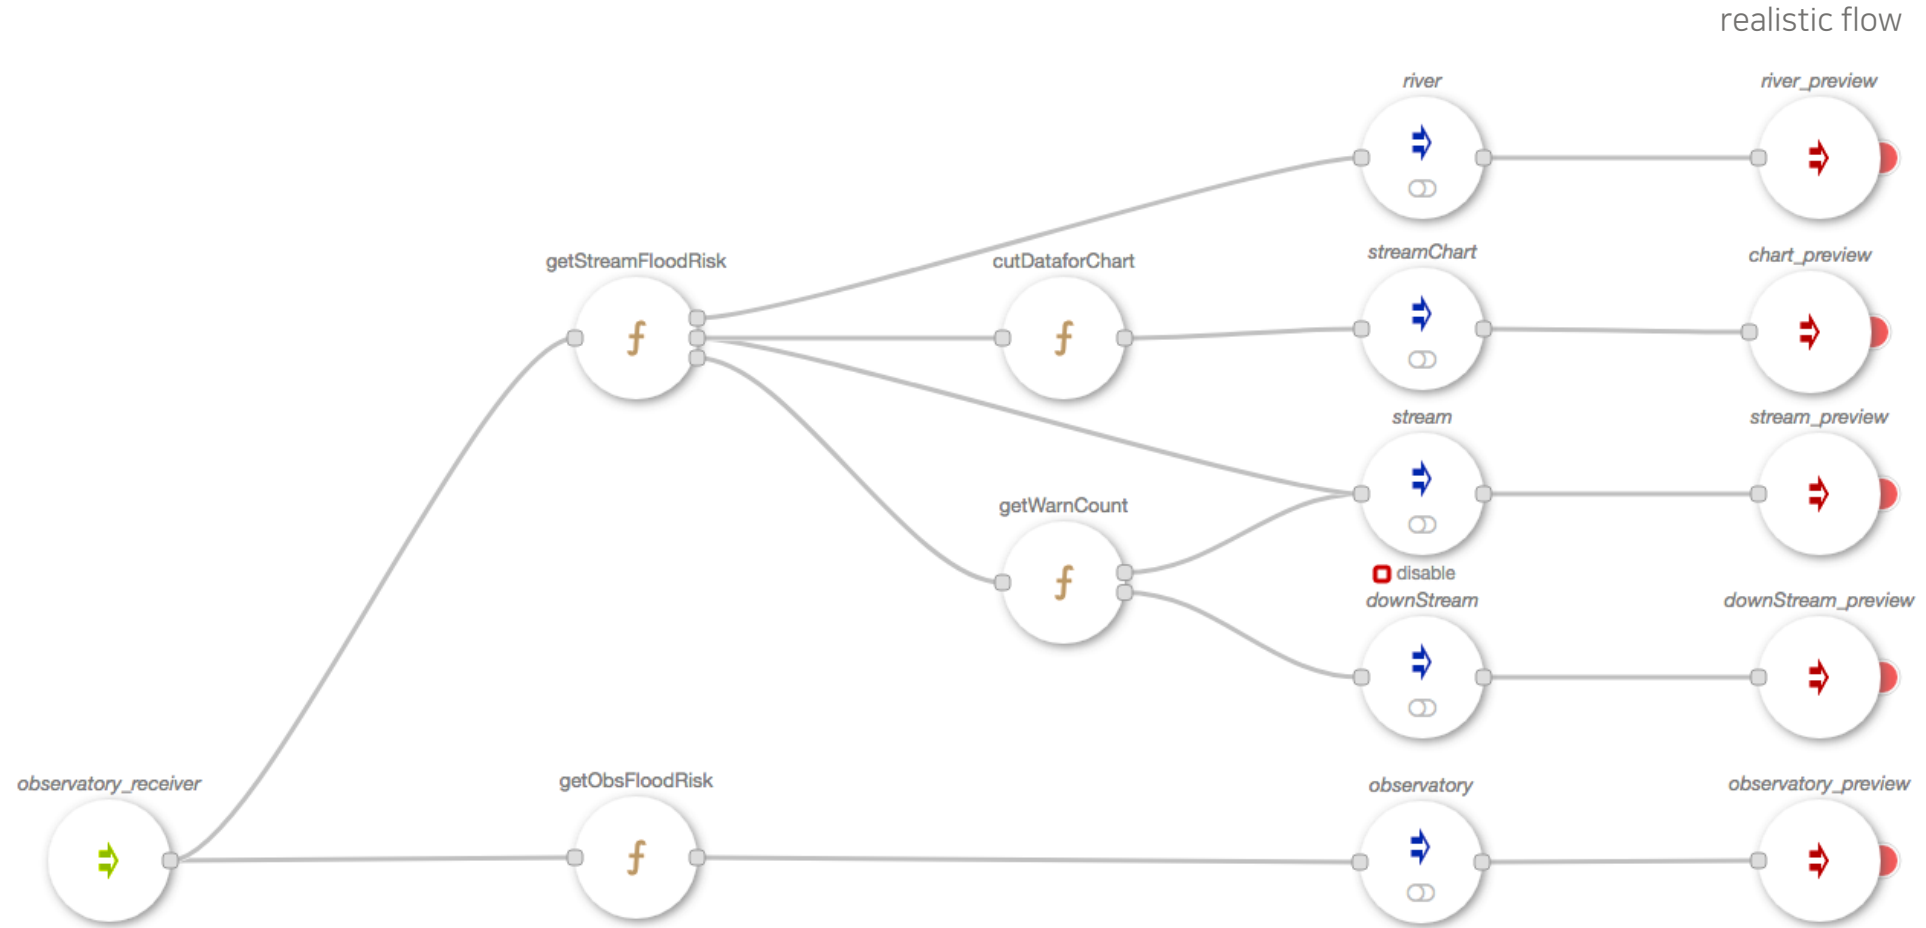 realistic flow
river
river_preview
streamChart
chart_preview
getStreamFloodRisk
cutDataforChart
stream
stream_preview
getWarnCount
disable
downStream
downStream_preview
observatory_receiver
getObsFloodRisk
observatory
observatory_preview